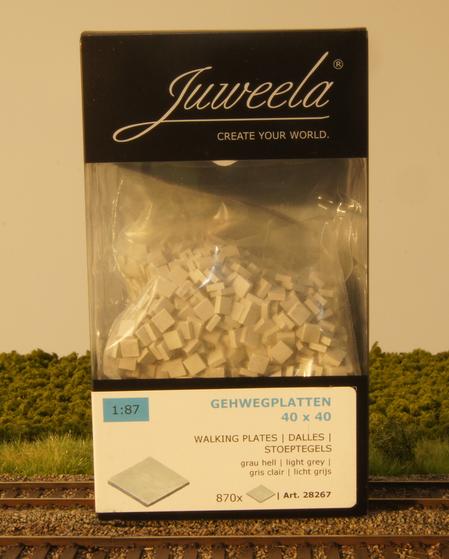 Juweela®
CREATE YOUR WORLD.
1:87
GEHWEGPLATTEN
40 x 40
WALKING PLATES | DALLES |
STOEPTEGELS
grau hell | light grey |
gris clair | licht grijs
870x | Art. 28267